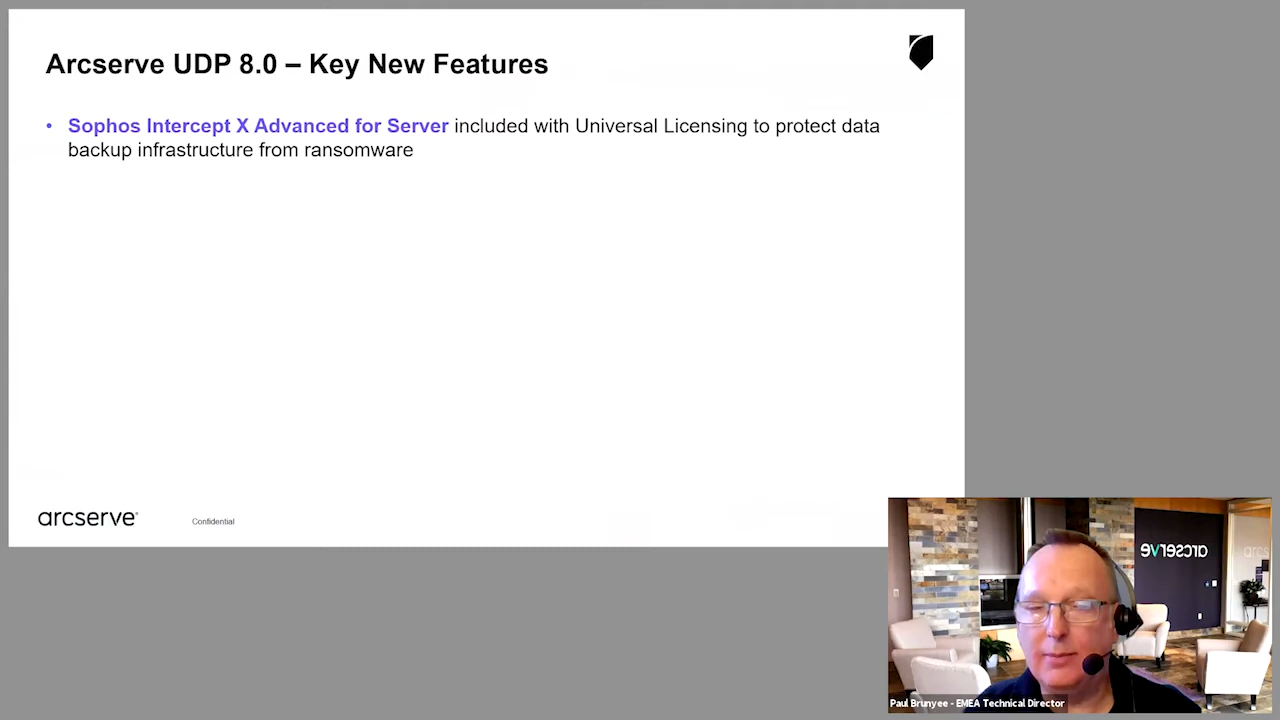 Arcserve UDP 8.0 – Key New Features
• Sophos Intercept X Advanced for Server included with Universal Licensing to protect data
backup infrastructure from ransomware
arcserve®
Confidential
arcserve
arcs
Paul Brunyee - EMEA Technical Director